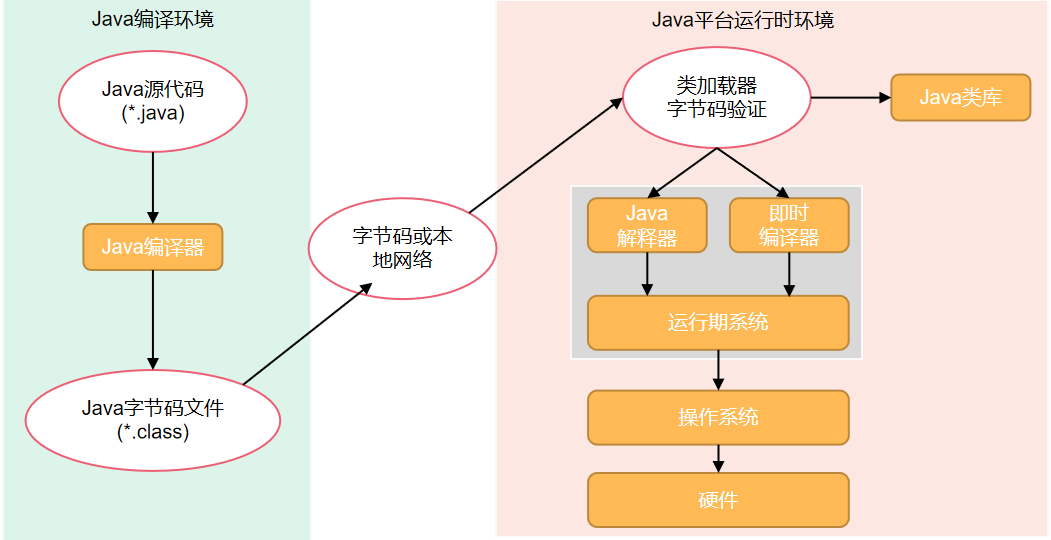 Java编译环境
Java源代码
(*.java)
Java编译器
Java字节码文件
(*.class)
字节码或本
地网络
Java平台运行时环境
类加载器
字节码验证
Java类库
Java
解释器
即时
编译器
运行期系统
操作系统
硬件